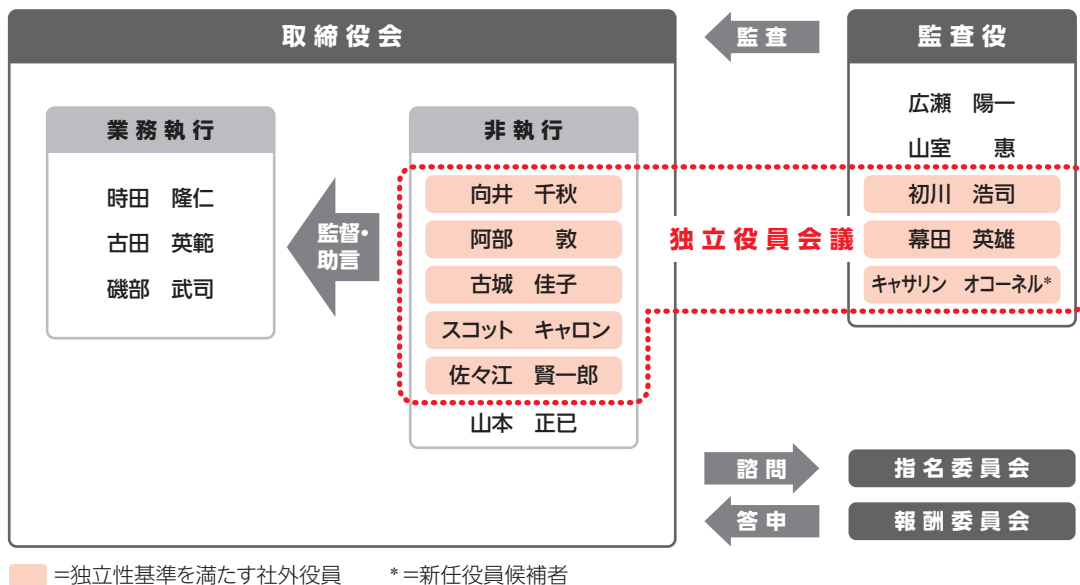 取締役会
監査
監査役
業務執行
時田 隆仁
古田 英範
磯部 武司
監督・
助言
非執行
向井 千秋
阿部 敦
古城 佳子
スコット キャロン
佐々江 賢一郎
山本 正已
独立役員会議
広瀬 陽一
山室 惠
初川 浩司
幕田 英雄
キャサリン オコーネル*
諮問
指名委員会
答申
報酬委員会
=独立性基準を満たす社外役員 *=新任役員候補者